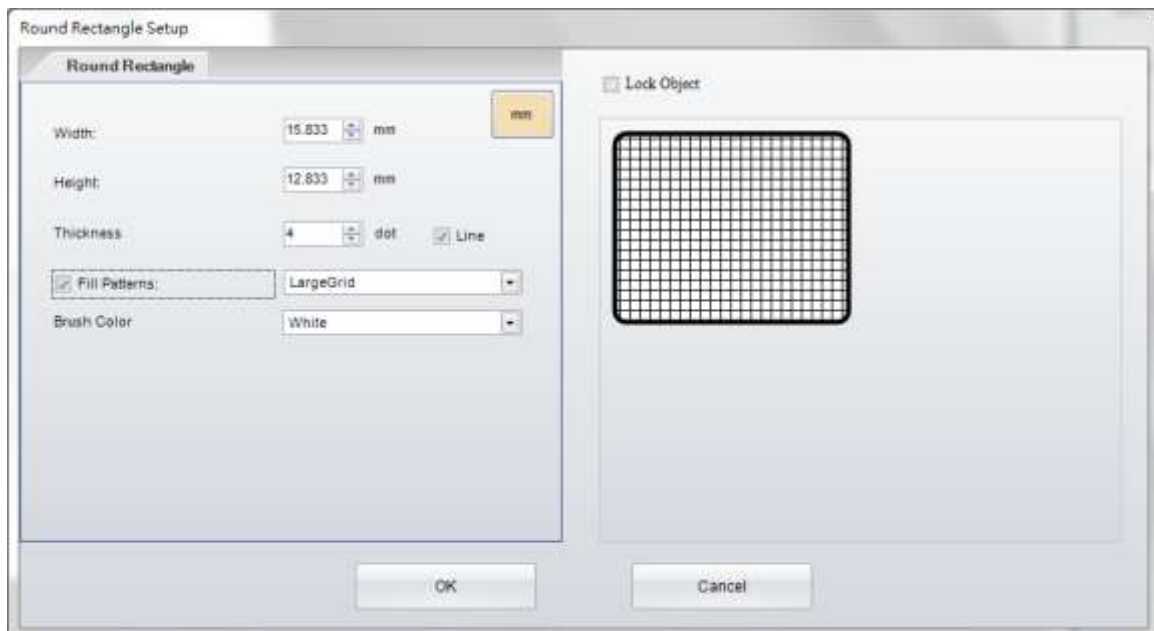 Round Rectangle Setup
Round Rectangle
Lock Object
mm
Width: 15.833 mm
Height: 12.833 mm
Thickness 4 dot Line
Fill Patterns: LargeGrid
Brush Color White
OK Cancel